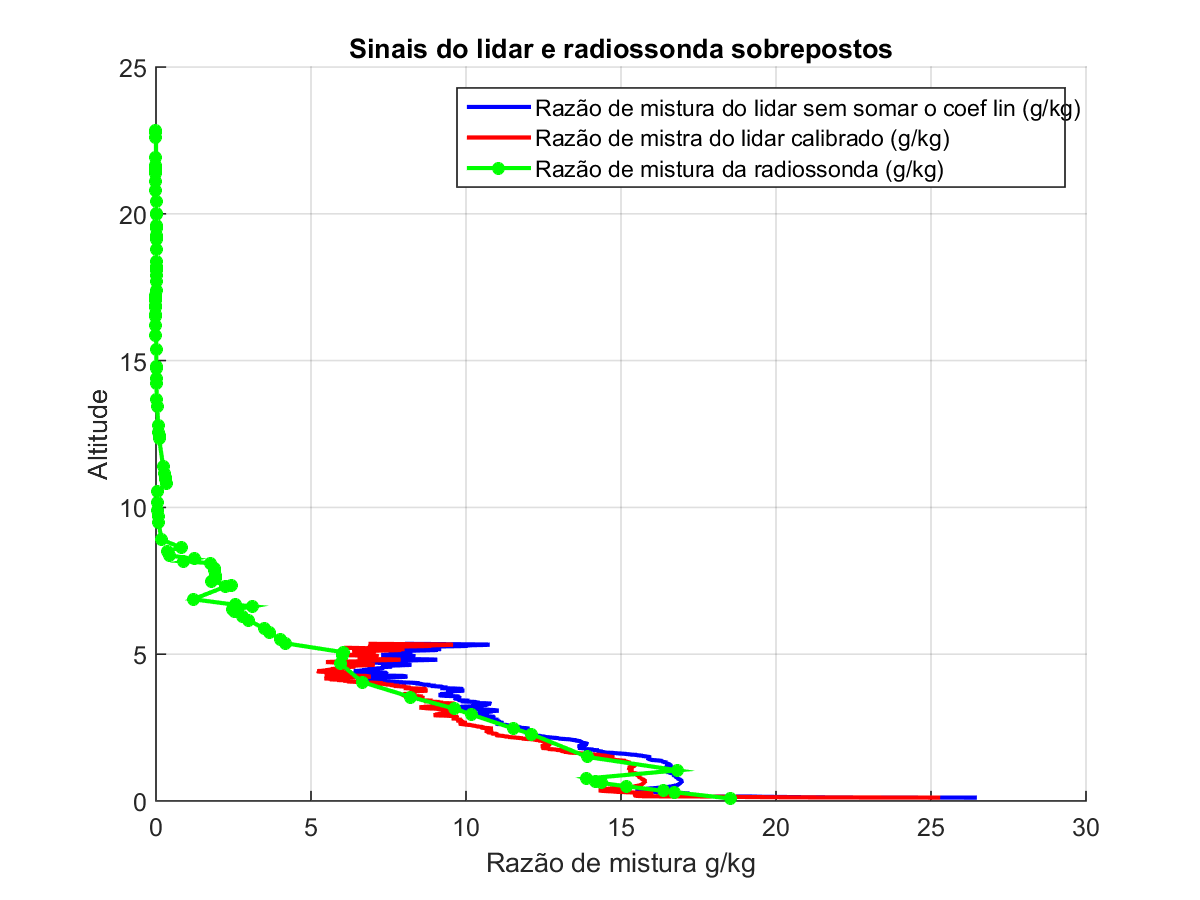 Sinais do lidar e radiossonda sobrepostos
25
Razão de mistura do lidar sem somar o coef lin (g/kg)
Razão de mistra do lidar calibrado (g/kg)
Razão de mistura da radiossonda (g/kg)
20
15
Altitude
10
5
0
0 5 10 15 20 25 30
Razão de mistura g/kg